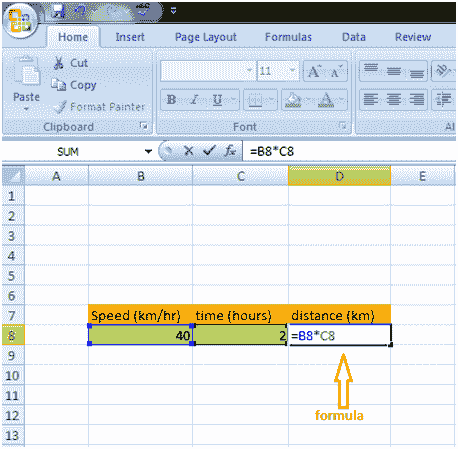 Home Insert Page Layout Formulas Data Review
Cut
Copy
Format Painter
Paste
11 A A
B I U
Clipboard Font
SUM =B8*C8
A B C D E
1
2
3
4
5
6
7 Speed (km/hr) time (hours) distance (km)
8 40 2 =B8*C8
9
10
11
12
13
formula